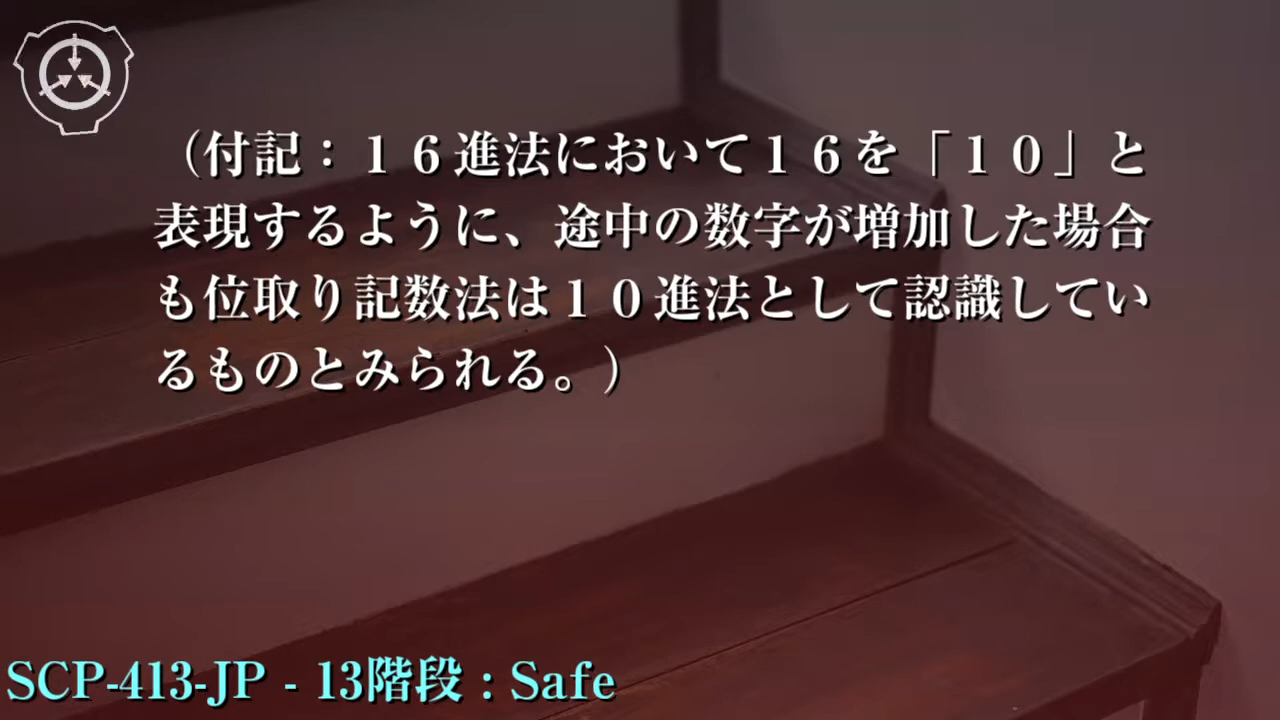 （付記：１６進法において１６を「１０」と
表現するように、途中の数字が増加した場合
も位取り記数法は１０進法として認識してい
るものとみられる。）
SCP-413-JP - 13階段 : Safe